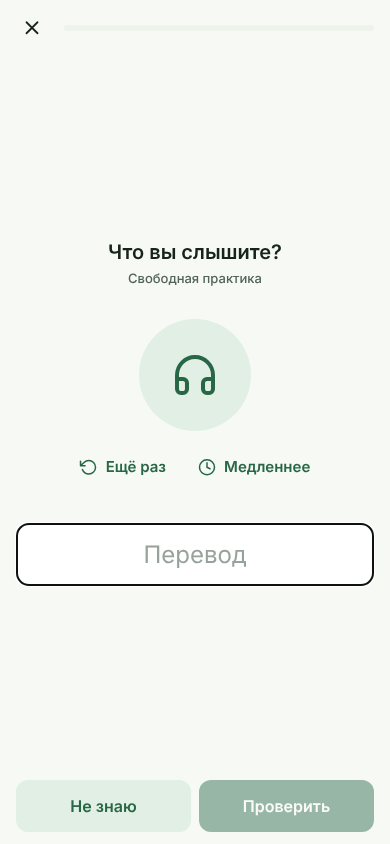 Что вы слышите?
Свободная практика
Ещё раз
Медленнее
Перевод
Не знаю
Проверить